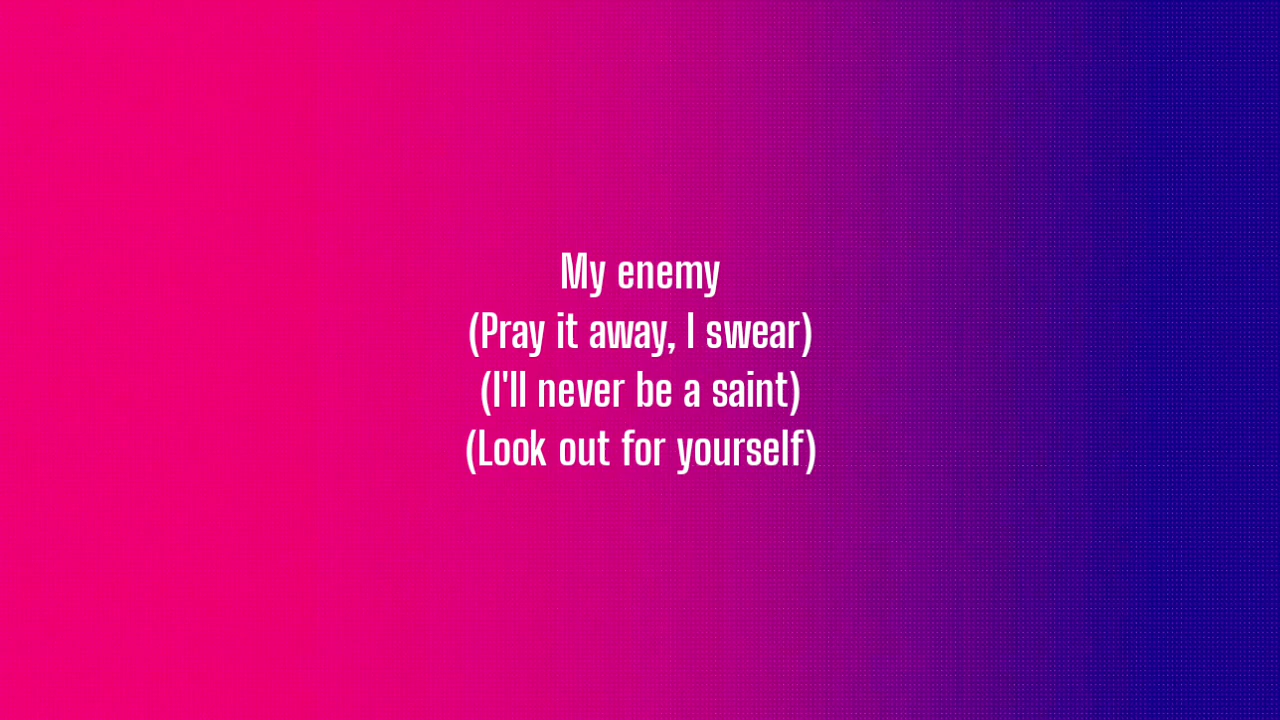 My enemy
(Pray it away, I swear)
(I'll never be a saint)
(Look out for yourself)